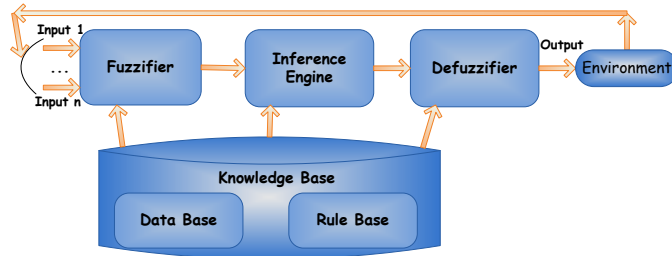 Input 1
...
Input n
Fuzzifier
Inference
Engine
Defuzzifier
Output
Environment
Knowledge Base
Data Base
Rule Base